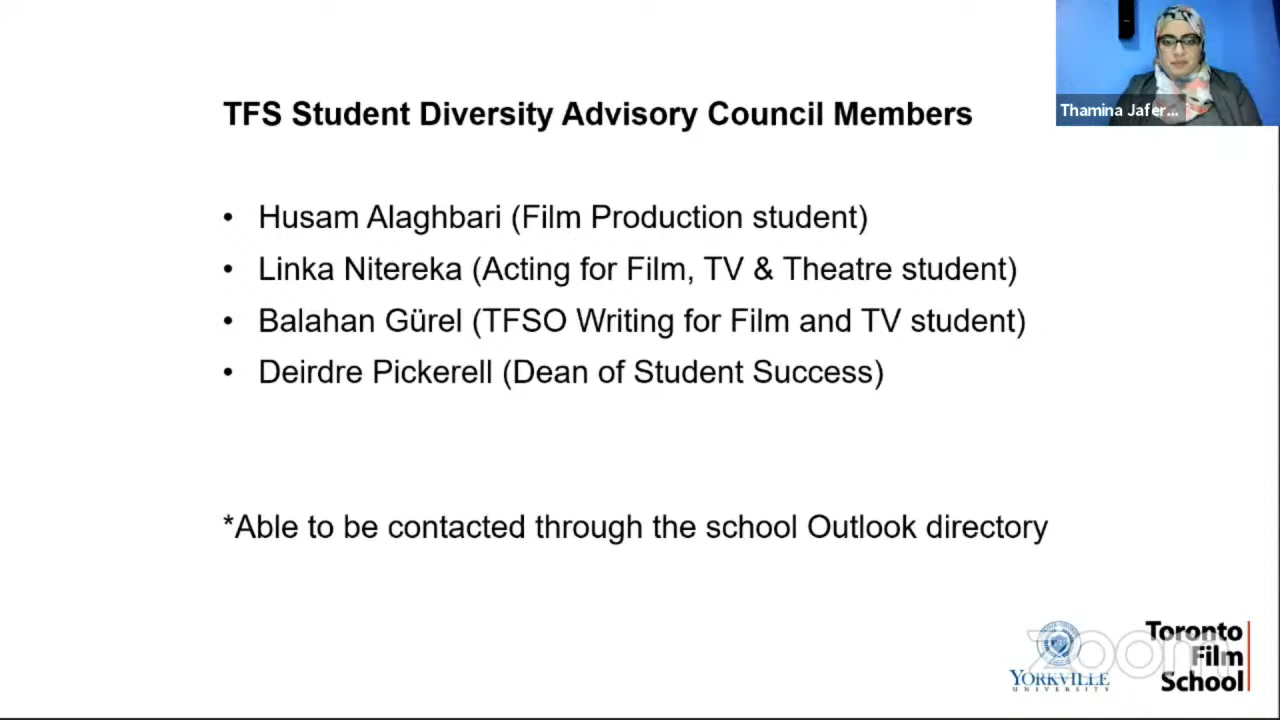 TFS Student Diversity Advisory Council Members
Thamina Jafer...
• Husam Alaghbari (Film Production student)
• Linka Nitereka (Acting for Film, TV & Theatre student)
• Balahan Gürel (TFSO Writing for Film and TV student)
• Deirdre Pickerell (Dean of Student Success)
*Able to be contacted through the school Outlook directory
zoom
YORKVILLE
UNIVERSITY
Toronto
Film
School